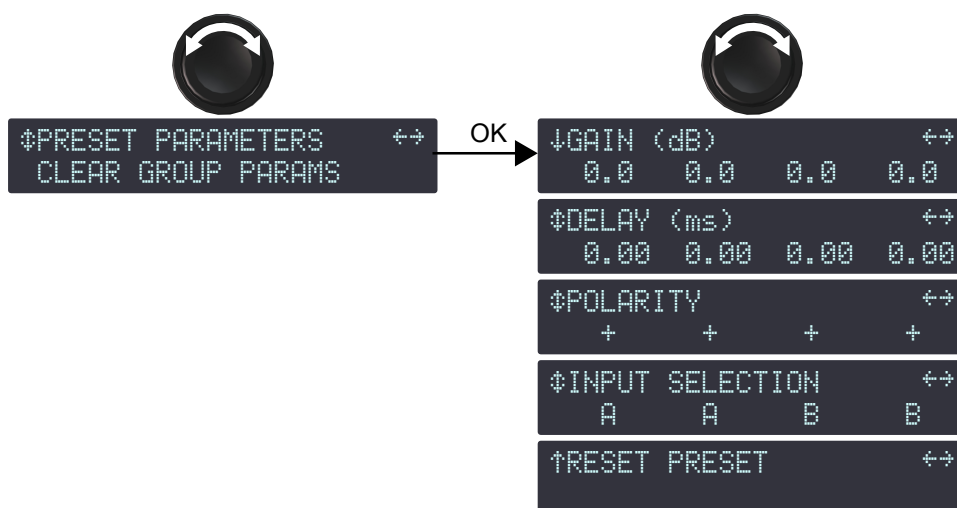 ↕PRESET PARAMETERS ↔
CLEAR GROUP PARAMS
OK
↓GAIN (dB) ↔
0.0 0.0 0.0 0.0
↕DELAY (ms) ↔
0.00 0.00 0.00 0.00
↕POLARITY ↔
+ + + +
↕INPUT SELECTION ↔
A A B B
↑RESET PRESET ↔